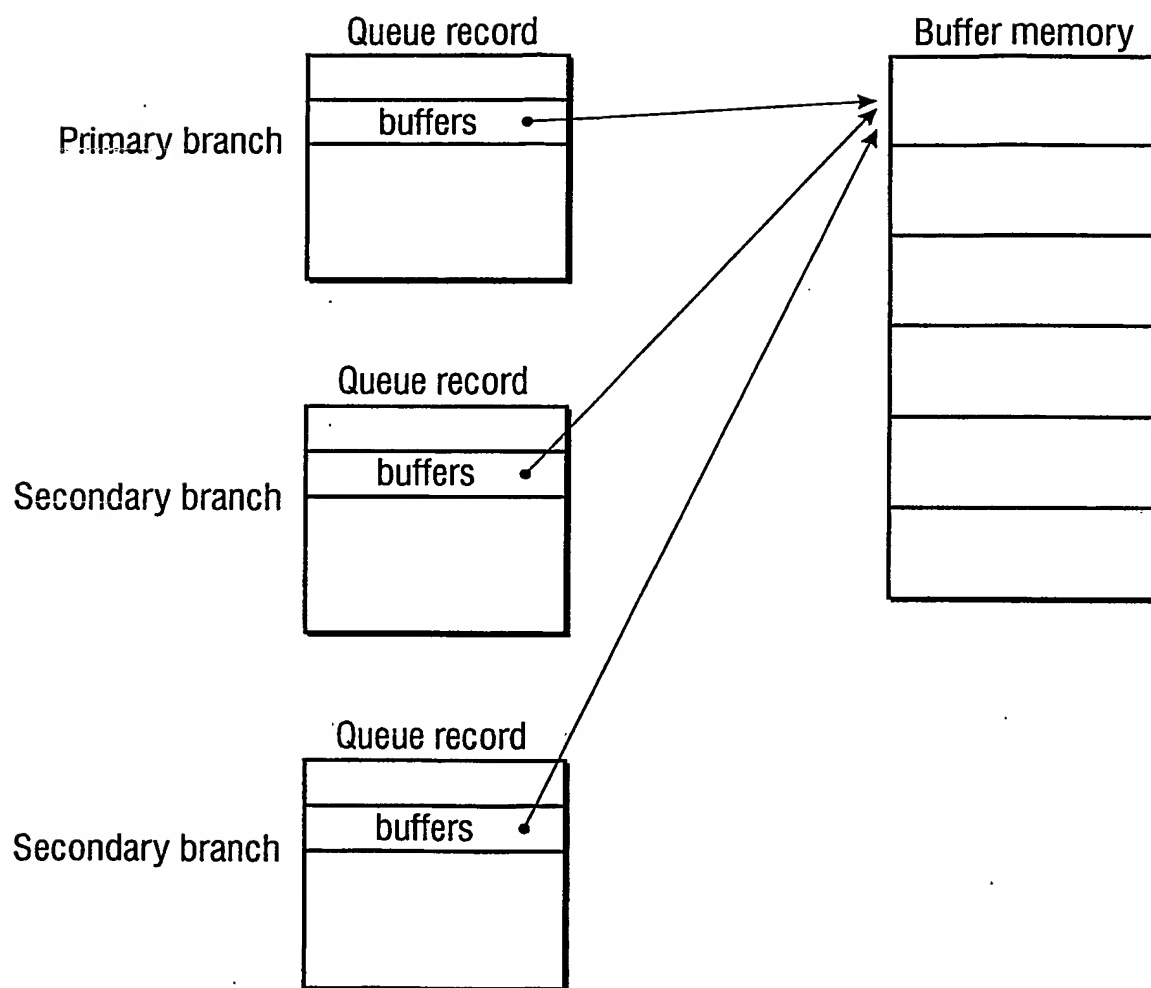 Queue record
Buffer memory
Primary branch
buffers
Queue record
Secondary branch
buffers
Queue record
Secondary branch
buffers